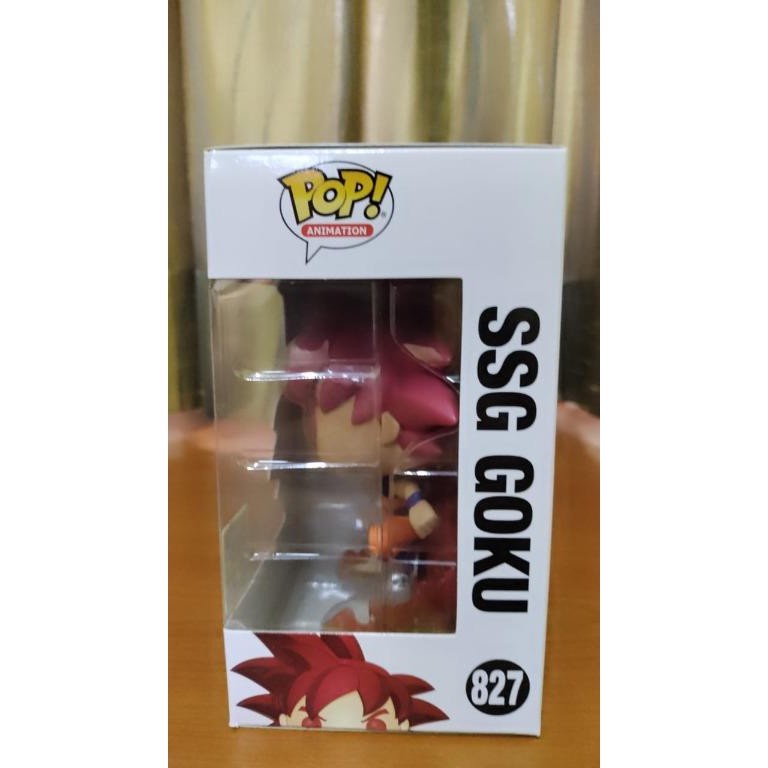 POP!
ANIMATION
SSG GOKU
827